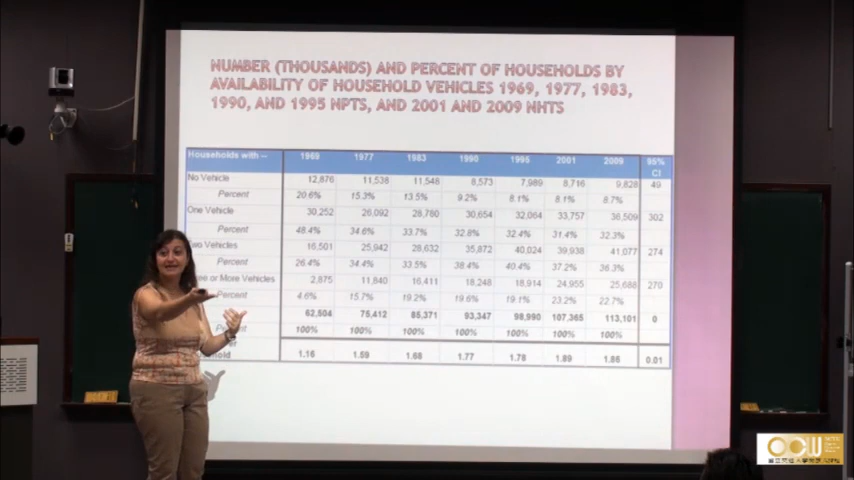 NUMBER (THOUSANDS) AND PERCENT OF HOUSEHOLDS BY
AVAILABILITY OF HOUSEHOLD VEHICLES 1969, 1977, 1983,
1990, AND 1995 NPTS, AND 2001 AND 2009 NHTS
Households with -- 1969 1977 1983 1990 1995 2001 2009 95% CI
No Vehicle 12,876 11,538 11,548 8,573 7,989 8,716 9,828 49
Percent 20.6% 15.3% 13.5% 9.2% 8.1% 8.1% 8.7%
One Vehicle 30,252 26,092 28,780 30,654 32,064 33,757 36,509 302
Percent 48.4% 34.6% 33.7% 32.8% 32.4% 31.4% 32.3%
Two Vehicles 16,501 25,942 28,632 35,872 40,024 39,938 41,077 274
26.4% 34.4% 33.5% 38.4% 40.4% 37.2% 36.3%
or More Vehicles 2,875 11,840 16,411 18,248 18,914 24,955 25,688 270
Percent 4.6% 15.7% 19.2% 19.6% 19.1% 23.2% 22.7%
62,504 75,412 85,371 93,347 98,990 107,365 113,101 0
100% 100% 100% 100% 100% 100% 100%
1.16 1.59 1.68 1.77 1.78 1.89 1.86 0.01
OCW